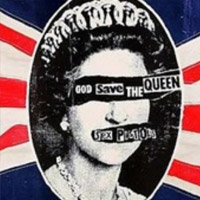 GOD Save THE QUEEN
SEX PISTOLS